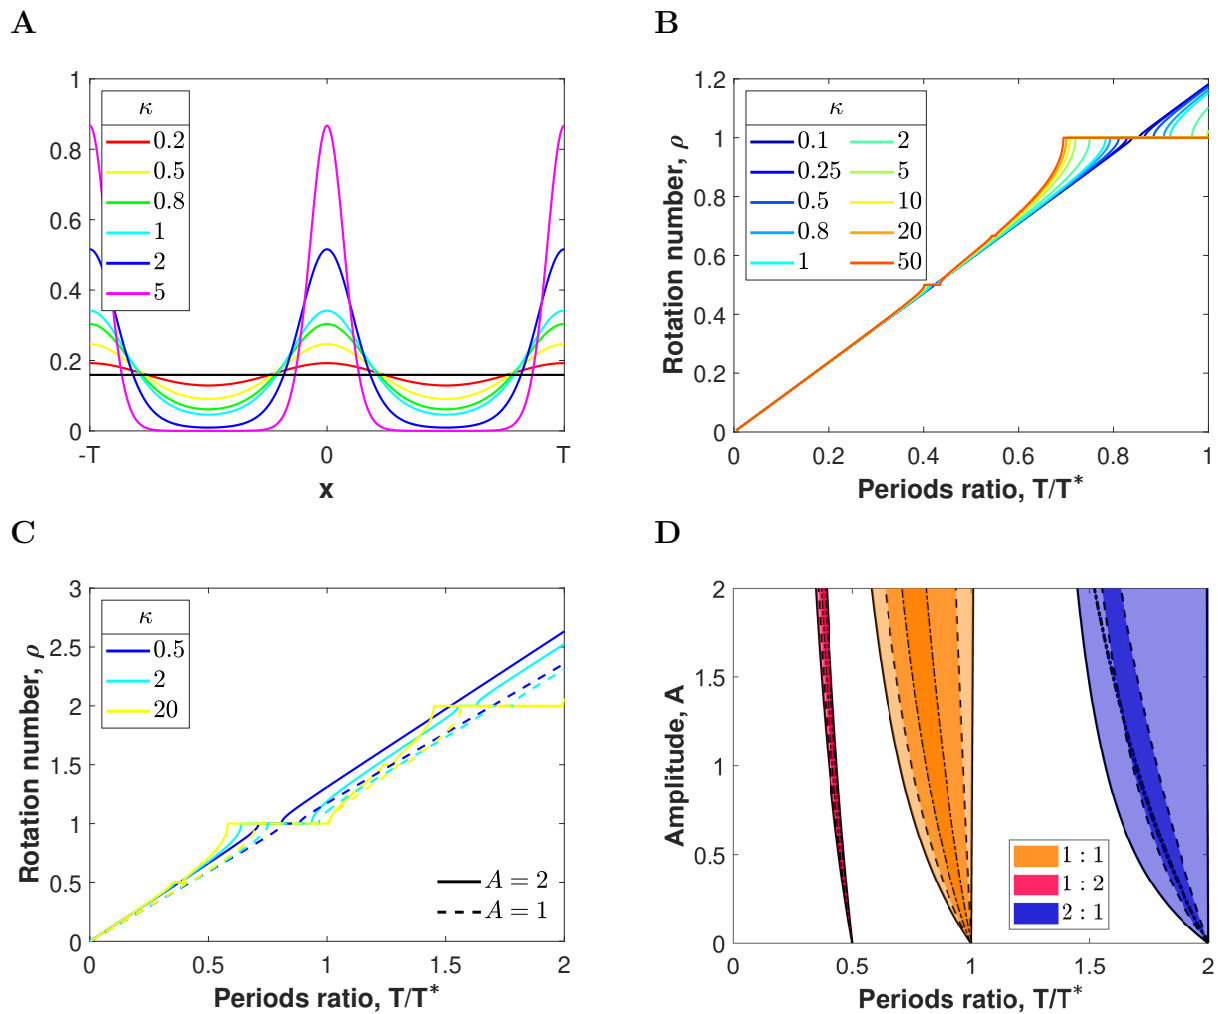 A
κ
0.2
0.5
0.8
1
2
5
1
0.8
0.6
0.4
0.2
0
-T
0
T
x
B
κ
0.1
0.25
0.5
0.8
1
2
5
10
20
50
1.2
1
0.8
0.6
0.4
0.2
0
Rotation number, ρ
0
0.2
0.4
0.6
0.8
1
Periods ratio, T/T*
C
κ
0.5
2
20
A = 2
A = 1
3
2.5
2
1.5
1
0.5
0
Rotation number, ρ
0
0.5
1
1.5
2
Periods ratio, T/T*
D
1 : 1
1 : 2
2 : 1
2
1.5
1
0.5
0
Amplitude, A
0
0.5
1
1.5
2
Periods ratio, T/T*